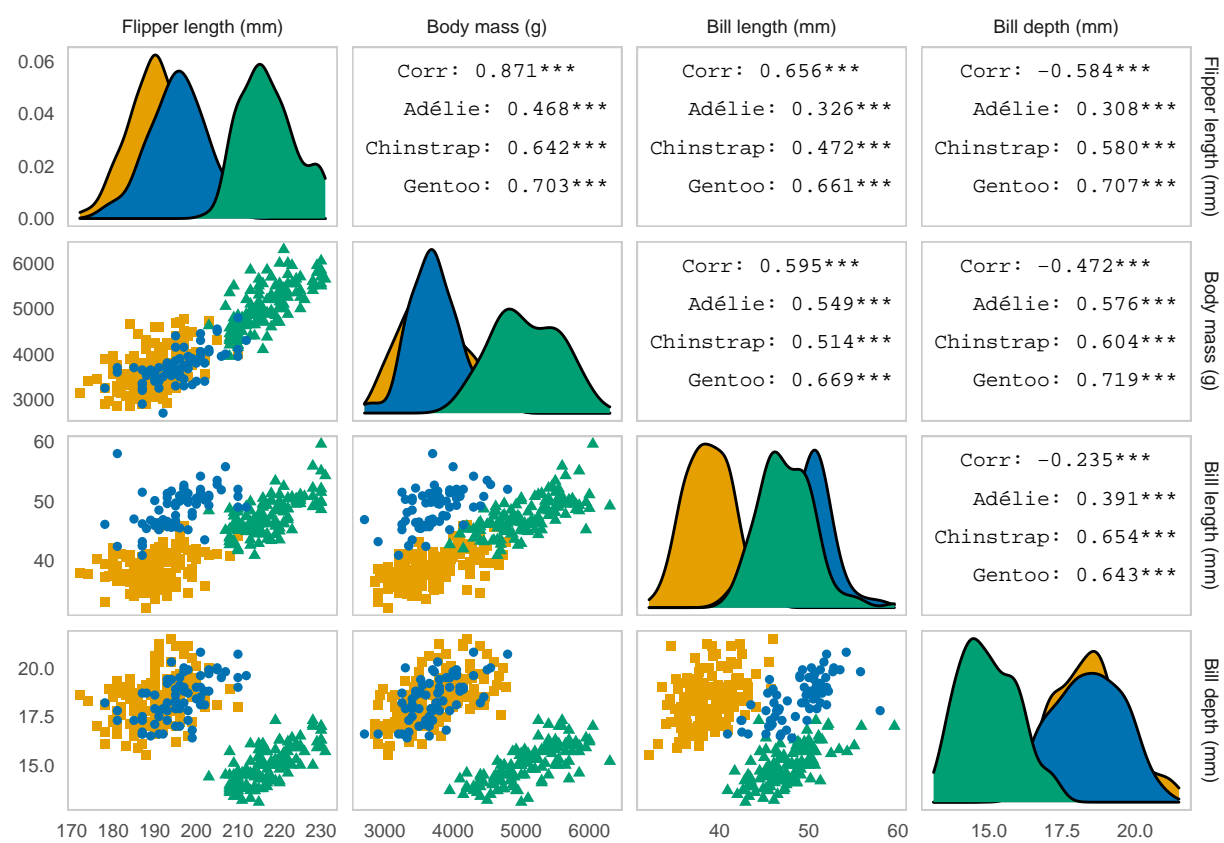 Flipper length (mm) Body mass (g) Bill length (mm) Bill depth (mm)
0.06
0.04
0.02
0.00
Corr: 0.871***
Adélie: 0.468***
Chinstrap: 0.642***
Gentoo: 0.703***
Corr: 0.656***
Adélie: 0.326***
Chinstrap: 0.472***
Gentoo: 0.661***
Corr: −0.584***
Adélie: 0.308***
Chinstrap: 0.580***
Gentoo: 0.707***
Flipper length (mm)
6000
5000
4000
3000
Corr: 0.595***
Adélie: 0.549***
Chinstrap: 0.514***
Gentoo: 0.669***
Corr: −0.472***
Adélie: 0.576***
Chinstrap: 0.604***
Gentoo: 0.719***
Body mass (g)
60
50
40
Corr: −0.235***
Adélie: 0.391***
Chinstrap: 0.654***
Gentoo: 0.643***
Bill length (mm)
20.0
17.5
15.0
Bill depth (mm)
170 180 190 200 210 220 230 3000 4000 5000 6000 40 50 60 15.0 17.5 20.0